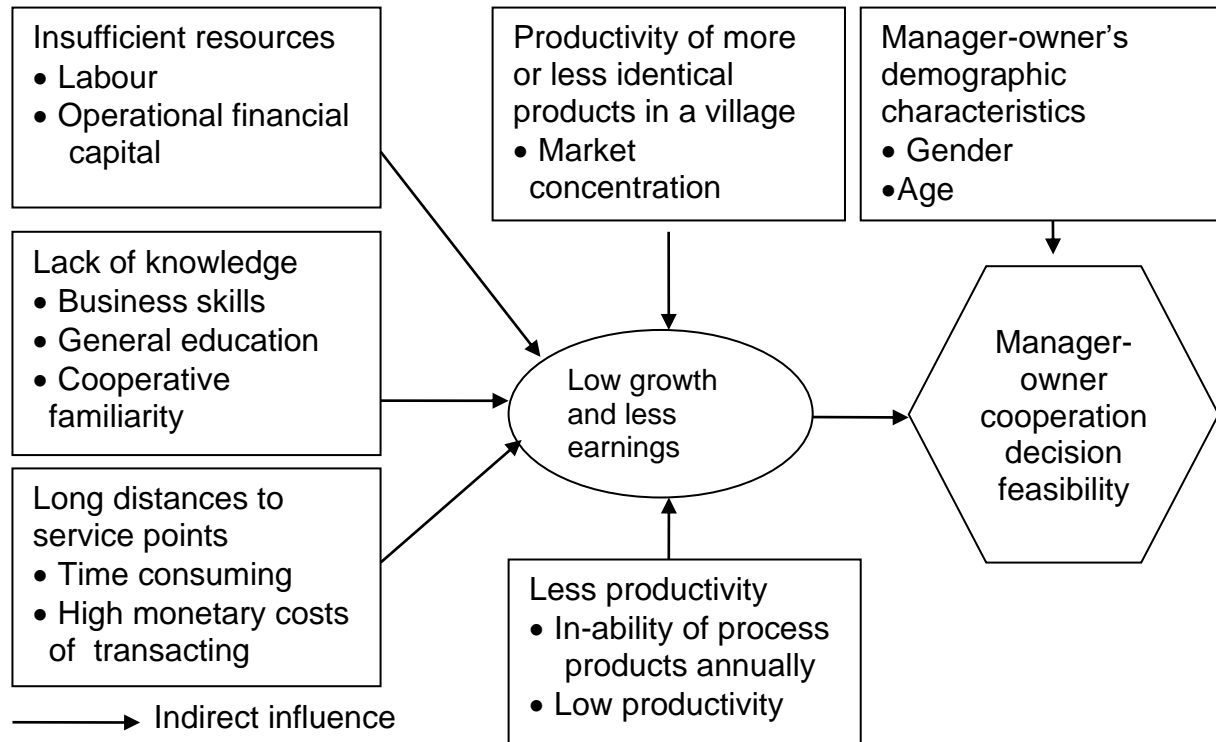 Insufficient resources
• Labour
• Operational financial
capital
Productivity of more
or less identical
products in a village
• Market
concentration
Manager-owner's
demographic
characteristics
• Gender
•Age
Lack of knowledge
• Business skills
• General education
• Cooperative
familiarity
Low growth
and less
earnings
Manager-
owner
cooperation
decision
feasibility
Long distances to
service points
• Time consuming
• High monetary costs
of transacting
Less productivity
• In-ability of process
products annually
• Low productivity
Indirect influence